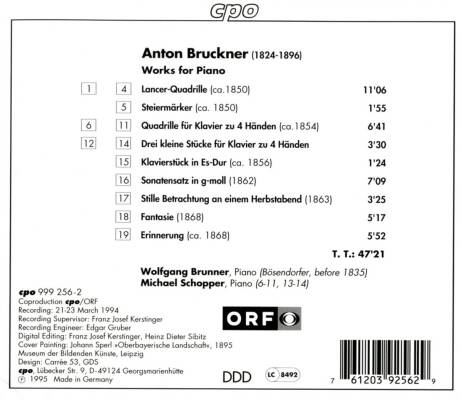 cpo
Anton Bruckner (1824-1896)
Works for Piano
1 4 Lancer-Quadrille (ca.1850) 11'06
5 Steiermärker (ca. 1850) 1'55
6 11 Quadrille für Klavier zu 4 Händen (ca.1854) 6'41
12 14 Drei kleine Stücke für Klavier zu 4 Händen 3'30
15 Klavierstück in Es-Dur (ca. 1856) 1'24
16 Sonatensatz in g-moll (1862) 7'09
17 Stille Betrachtung an einem Herbstabend (1863) 3'25
18 Fantasie (1868) 5'17
19 Erinnerung (ca. 1868) 5'52
T. T.: 47'21
Wolfgang Brunner, Piano (Bösendorfer, before 1835)
Michael Schopper, Piano (6-11, 13-14)
cpo 999 256-2
Coproduction cpo/ORF
Recording: 21-23 March 1994
Recording Supervisor: Franz Josef Kerstinger
Recording Engineer: Edgar Gruber
Digital Editing: Franz Josef Kerstinger, Heinz Dieter Sibitz
Cover Painting: Johann Sperl »Oberbayerische Landschaft«, 1895
Museum der Bildenden Künste, Leipzig
Design: Carrée 53, GDS
cpo, Lübecker Str. 9, D-49124 Georgsmarienhütte
℗ 1995 Made in Germany
ORF
DDD
LC 8492
7 61203 92562 9